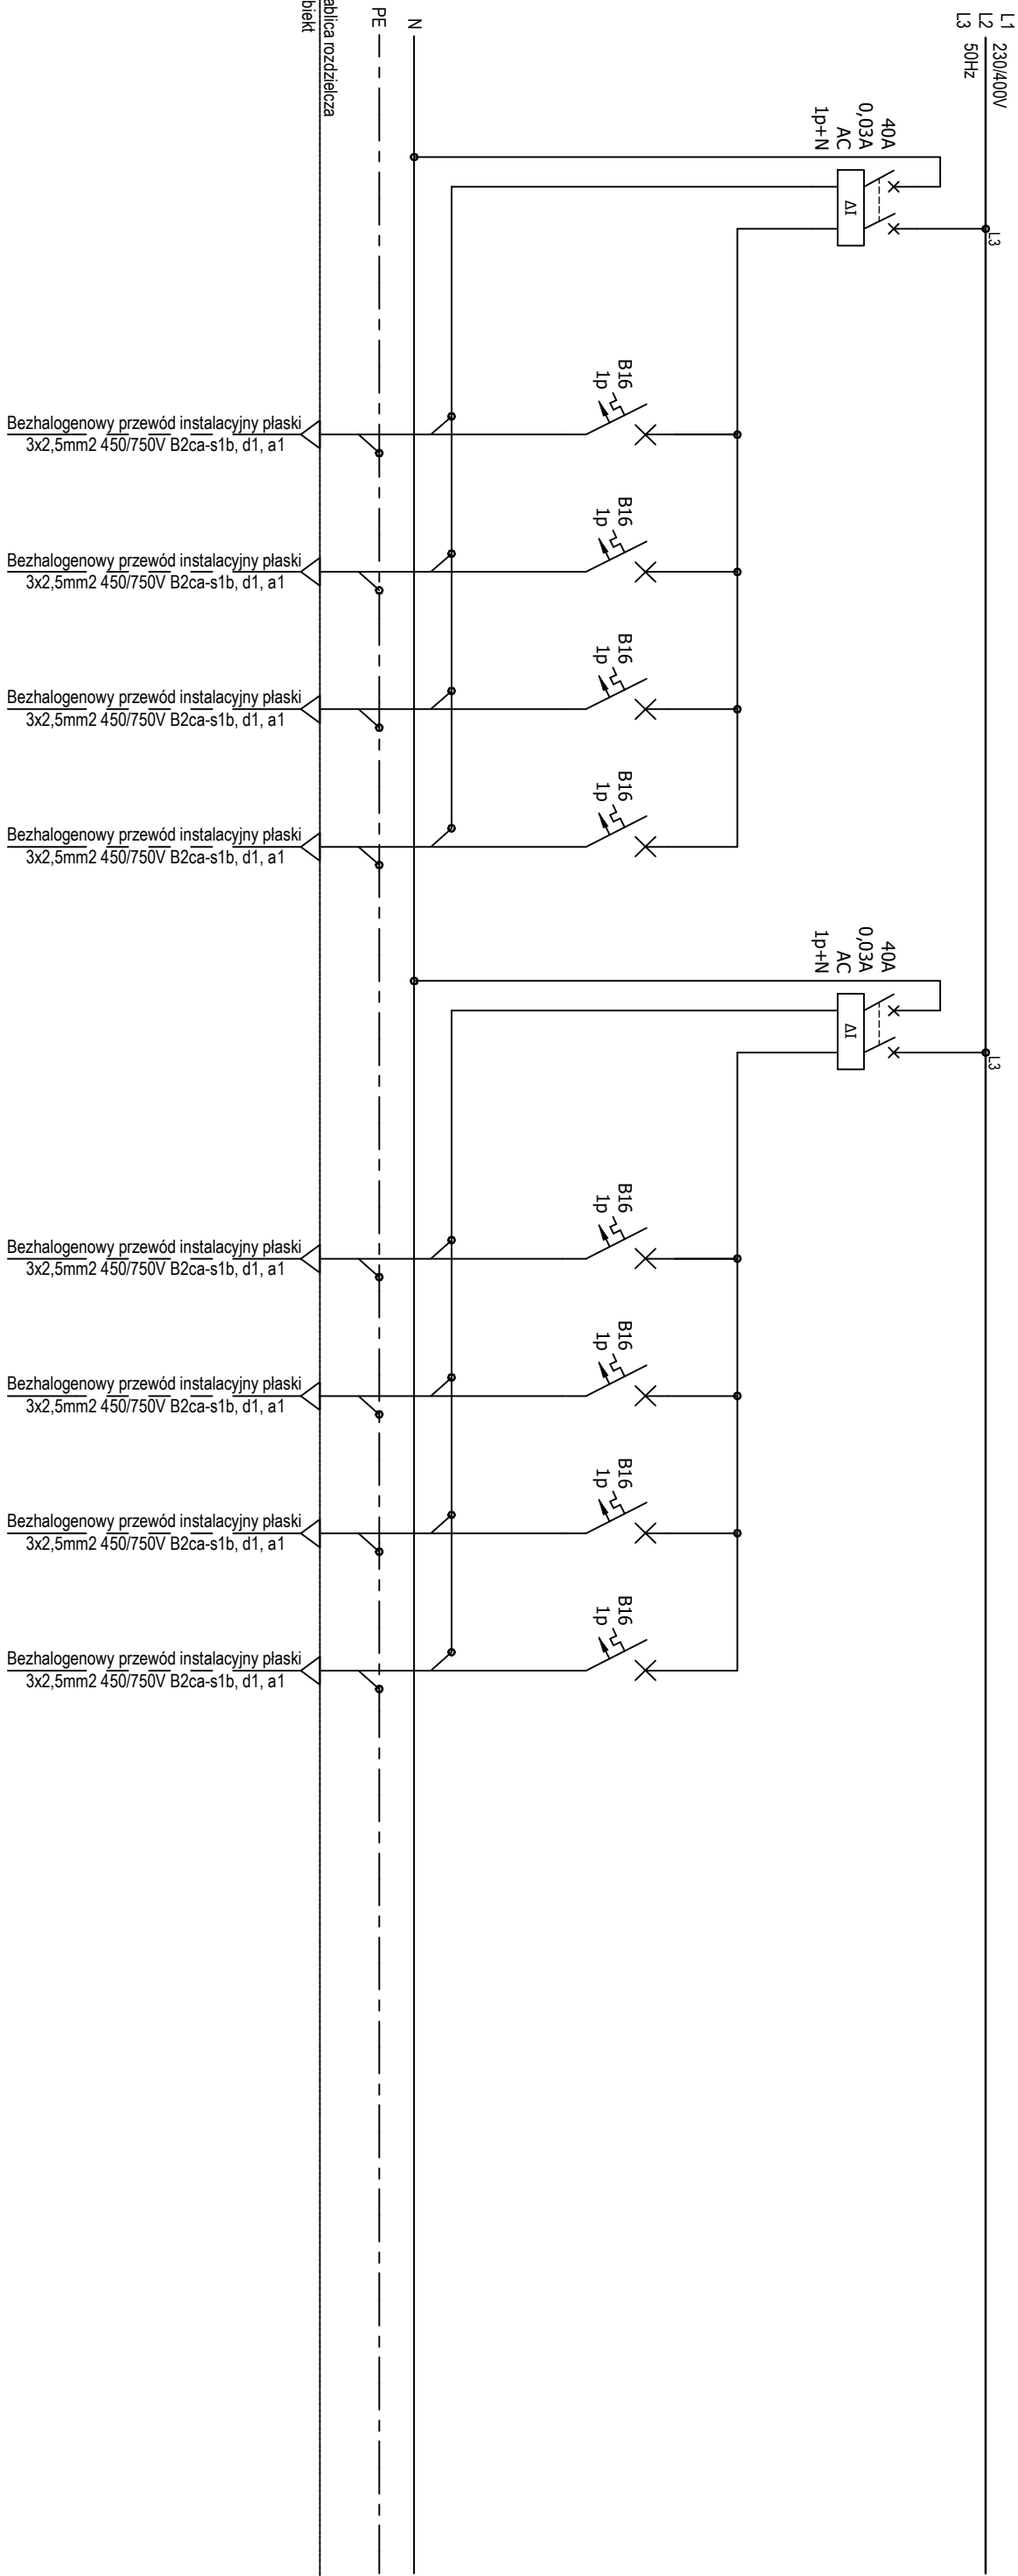 L1
L2
L3
230/400V
50Hz
L3
40A
0,03A
AC
1p+N
ΔI
B16
1p
B16
1p
B16
1p
B16
1p
L3
40A
0,03A
AC
1p+N
ΔI
B16
1p
B16
1p
B16
1p
B16
1p
N
PE
ablica rozdzielcza
biekt
Bezhalogenowy przewód instalacyjny płaski
3x2,5mm2 450/750V B2ca-s1b, d1, a1
Bezhalogenowy przewód instalacyjny płaski
3x2,5mm2 450/750V B2ca-s1b, d1, a1
Bezhalogenowy przewód instalacyjny płaski
3x2,5mm2 450/750V B2ca-s1b, d1, a1
Bezhalogenowy przewód instalacyjny płaski
3x2,5mm2 450/750V B2ca-s1b, d1, a1
Bezhalogenowy przewód instalacyjny płaski
3x2,5mm2 450/750V B2ca-s1b, d1, a1
Bezhalogenowy przewód instalacyjny płaski
3x2,5mm2 450/750V B2ca-s1b, d1, a1
Bezhalogenowy przewód instalacyjny płaski
3x2,5mm2 450/750V B2ca-s1b, d1, a1
Bezhalogenowy przewód instalacyjny płaski
3x2,5mm2 450/750V B2ca-s1b, d1, a1